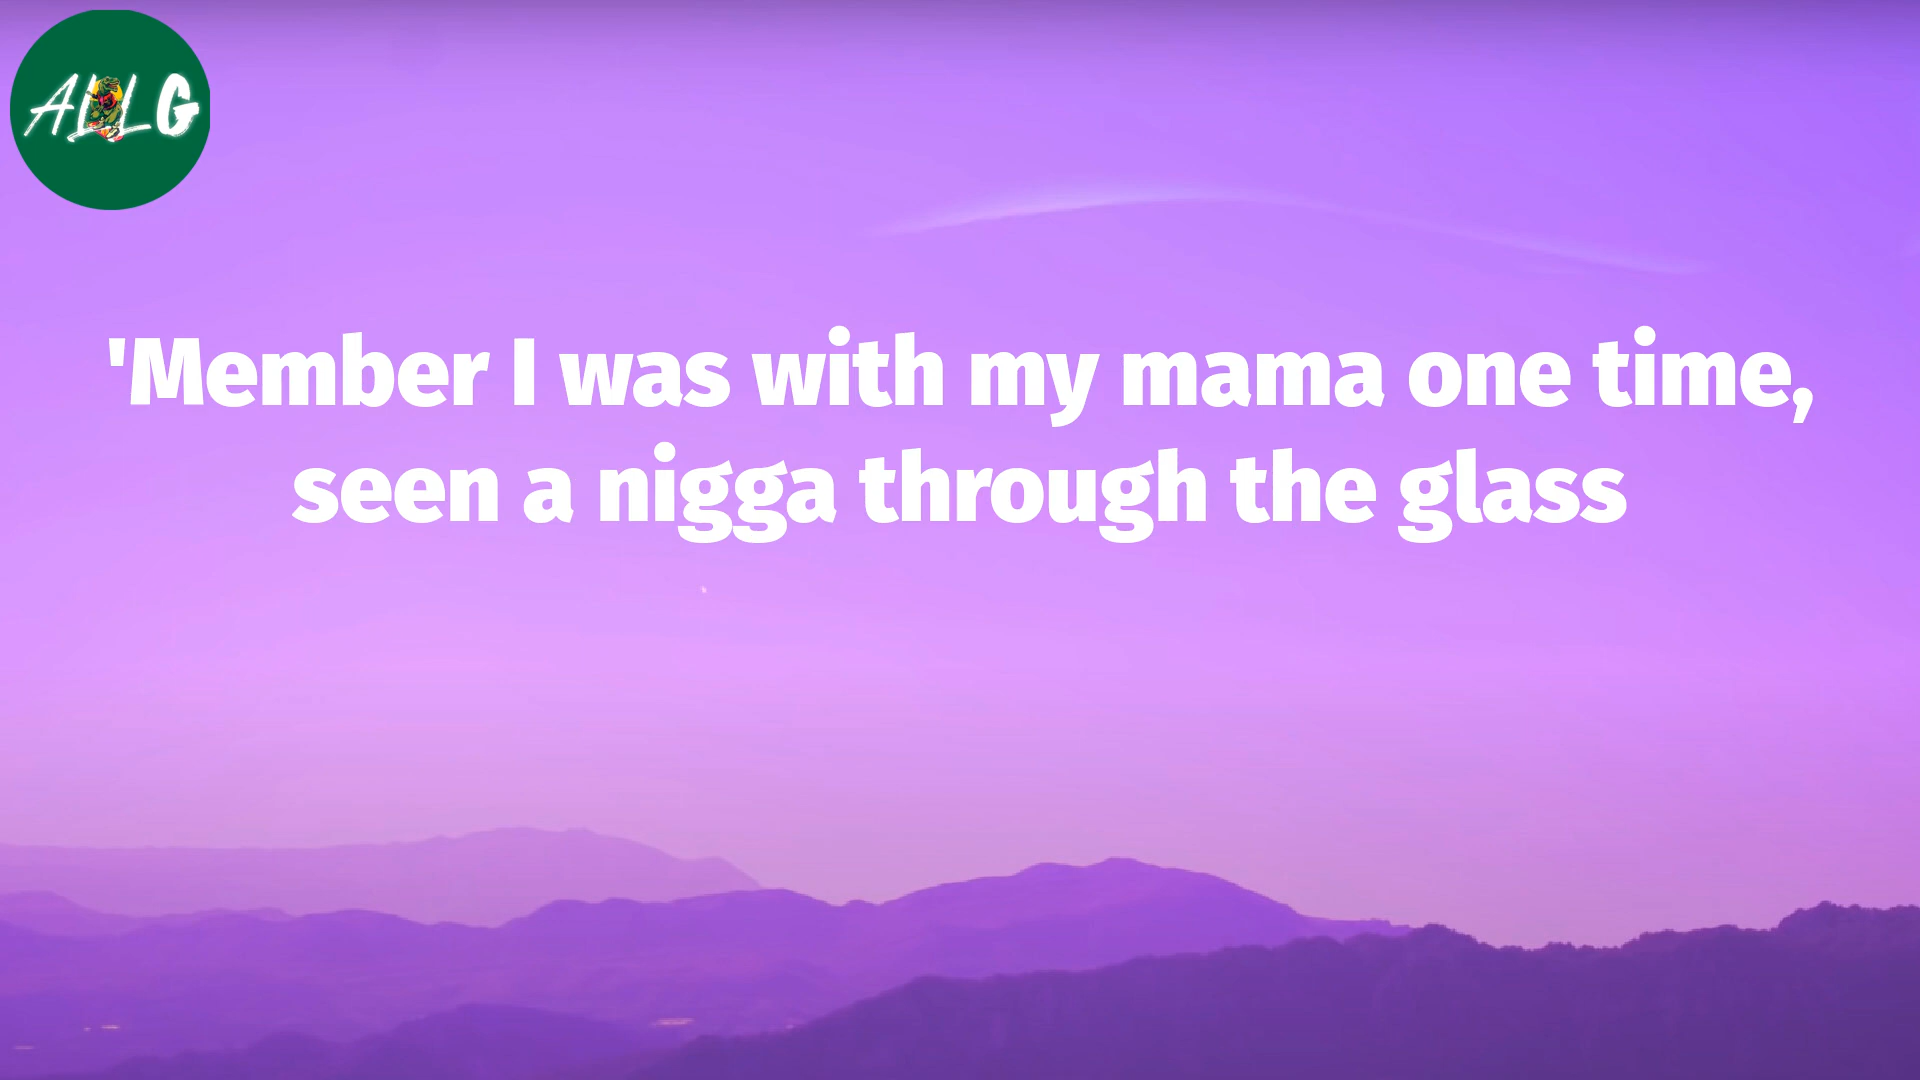 ALLG
'Member I was with my mama one time,
seen a nigga through the glass